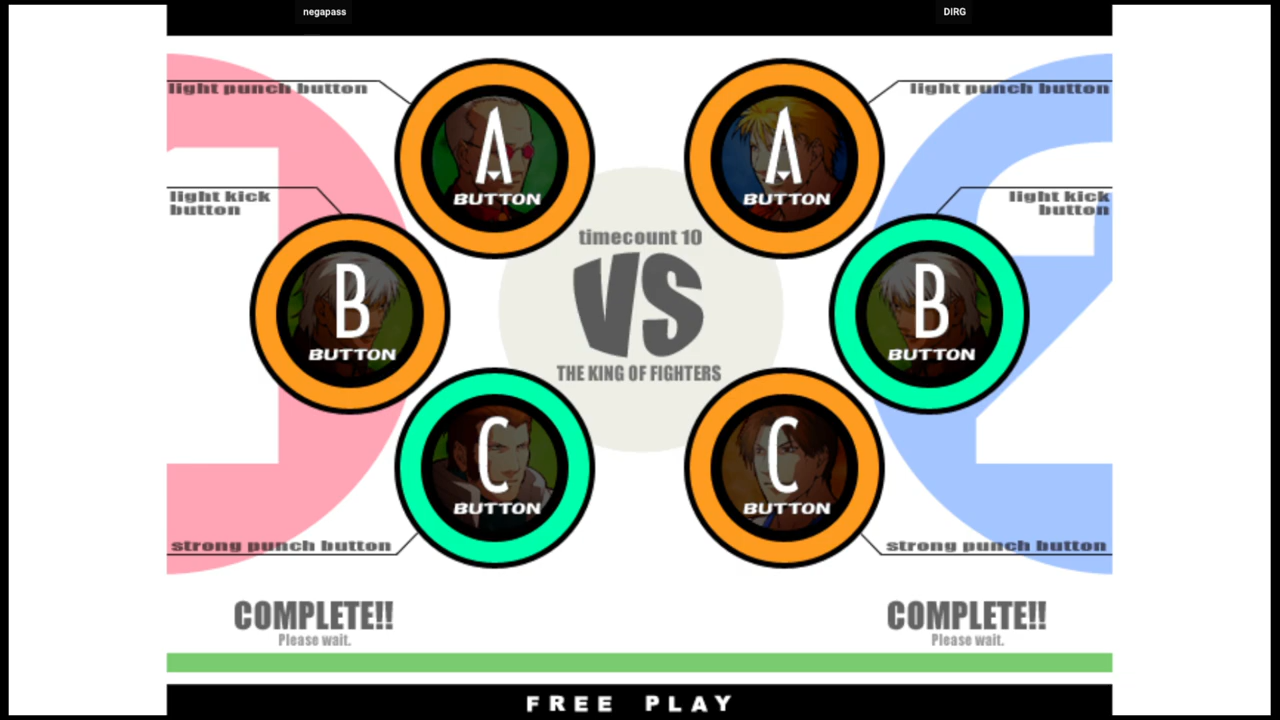 negapass
DIRG
light punch button
A
BUTTON
A
BUTTON
light punch button
light kick
button
B
BUTTON
timecount 10
VS
THE KING OF FIGHTERS
light kick
button
B
BUTTON
C
BUTTON
C
BUTTON
strong punch button
strong punch button
COMPLETE!!
Please wait.
COMPLETE!!
Please wait.
FREE PLAY
1
2